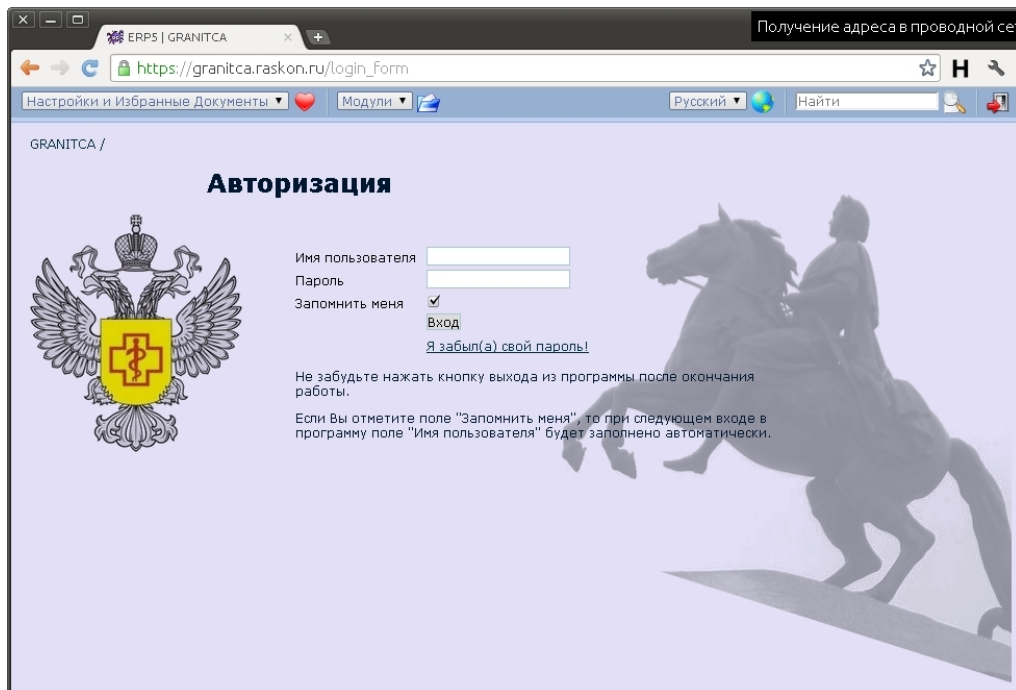 ERP5 | GRANITCA
Получение адреса в проводной се
https://granitca.raskon.ru/login_form
H
Настройки и Избранные Документы
Модули
Русский
Найти
GRANITCA /
Авторизация
Имя пользователя
Пароль
Запомнить меня
Вход
Я забыл(а) свой пароль!
Не забудьте нажать кнопку выхода из программы после окончания
работы.
Если Вы отметите поле "Запомнить меня", то при следующем входе в
программу поле "Имя пользователя" будет заполнено автоматически.